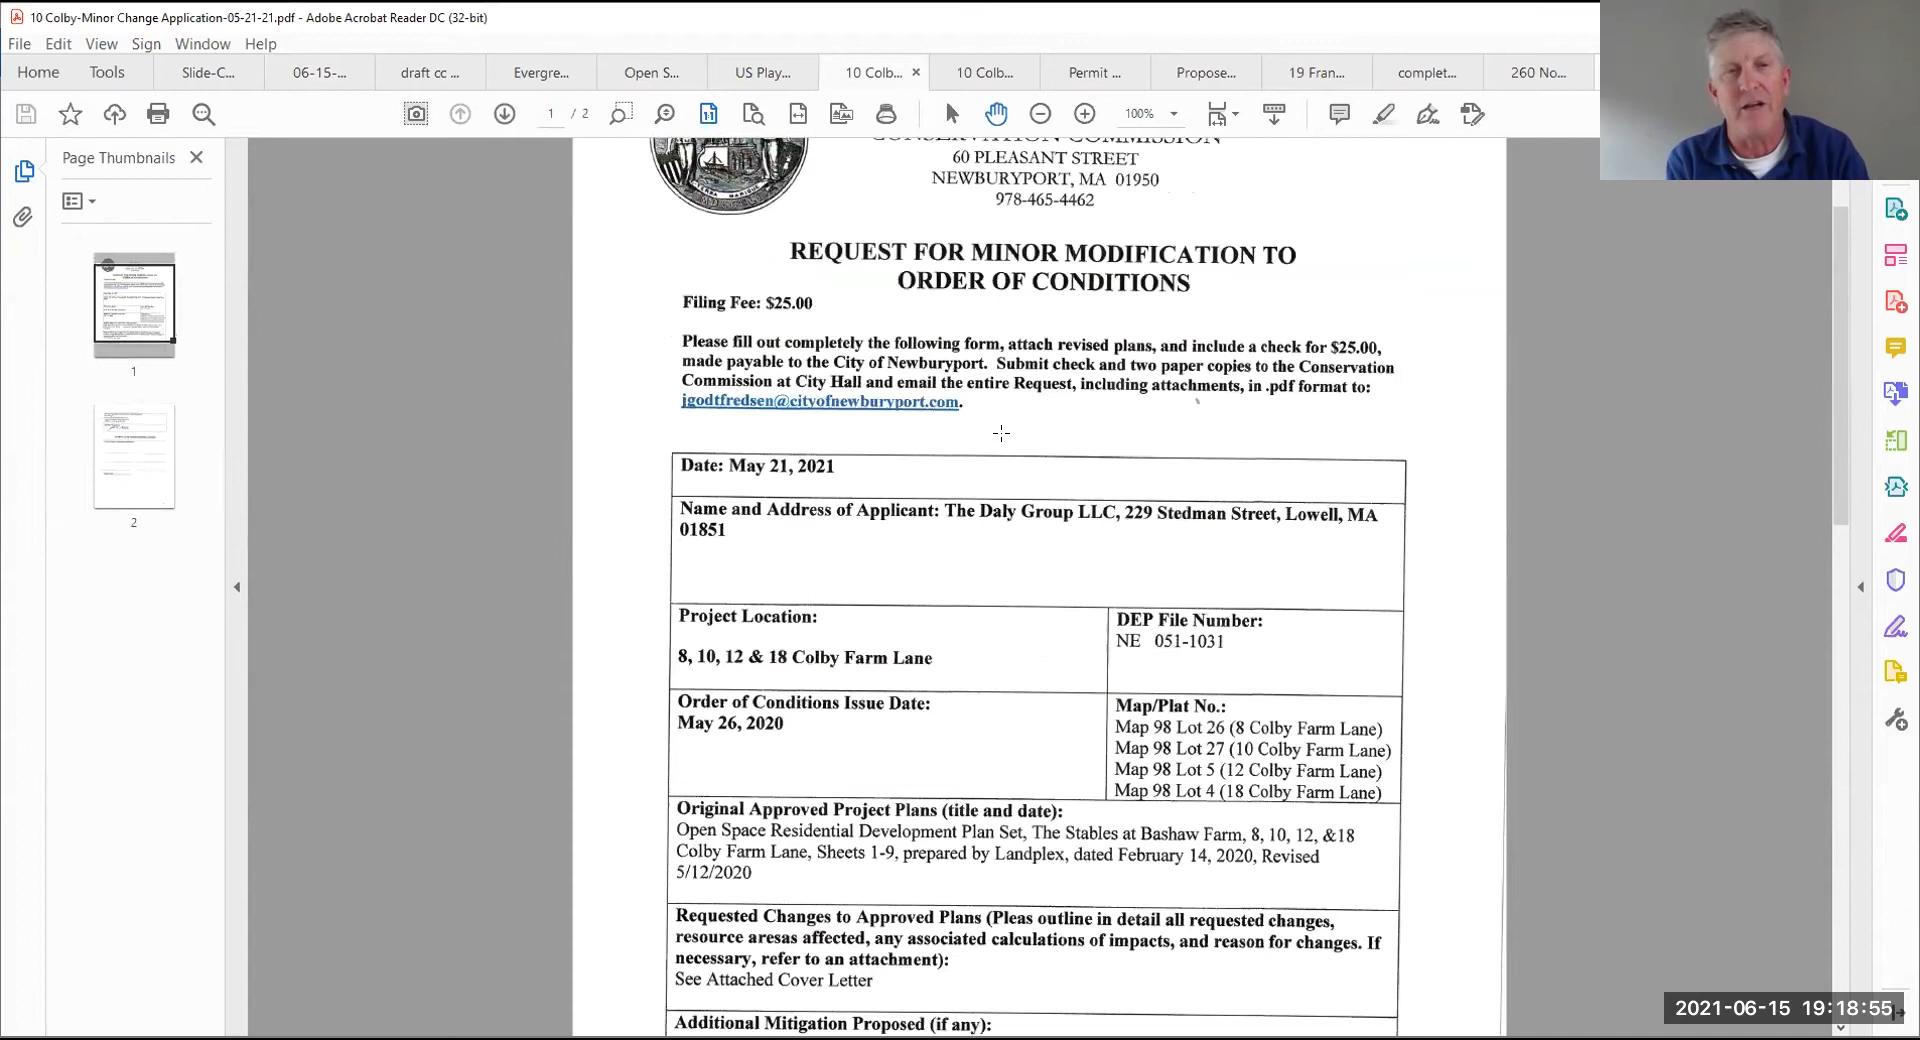 10 Colby-Minor Change Application-05-21-21.pdf - Adobe Acrobat Reader DC (32-bit)
File Edit View Sign Window Help
Home Tools Slide-C... 06-15-... draft cc ... Evergre... Open S... US Play... 10 Colb... × 10 Colb... Permit ... Propose... 19 Fran... complet... 260 No...
1 / 2 100%
Page Thumbnails
1
2
CONSERVATION COMMISSION
60 PLEASANT STREET
NEWBURYPORT, MA 01950
978-465-4462
REQUEST FOR MINOR MODIFICATION TO
ORDER OF CONDITIONS
Filing Fee: $25.00
Please fill out completely the following form, attach revised plans, and include a check for $25.00,
made payable to the City of Newburyport. Submit check and two paper copies to the Conservation
Commission at City Hall and email the entire Request, including attachments, in .pdf format to:
jgodtfredsen@cityofnewburyport.com.
Date: May 21, 2021
Name and Address of Applicant: The Daly Group LLC, 229 Stedman Street, Lowell, MA
01851
Project Location:
8, 10, 12 & 18 Colby Farm Lane
DEP File Number:
NE 051-1031
Order of Conditions Issue Date:
May 26, 2020
Map/Plat No.:
Map 98 Lot 26 (8 Colby Farm Lane)
Map 98 Lot 27 (10 Colby Farm Lane)
Map 98 Lot 5 (12 Colby Farm Lane)
Map 98 Lot 4 (18 Colby Farm Lane)
Original Approved Project Plans (title and date):
Open Space Residential Development Plan Set, The Stables at Bashaw Farm, 8, 10, 12, &18
Colby Farm Lane, Sheets 1-9, prepared by Landplex, dated February 14, 2020, Revised
5/12/2020
Requested Changes to Approved Plans (Pleas outline in detail all requested changes,
resource aresas affected, any associated calculations of impacts, and reason for changes. If
necessary, refer to an attachment):
See Attached Cover Letter
Additional Mitigation Proposed (if any):
2021-06-15 19:18:55